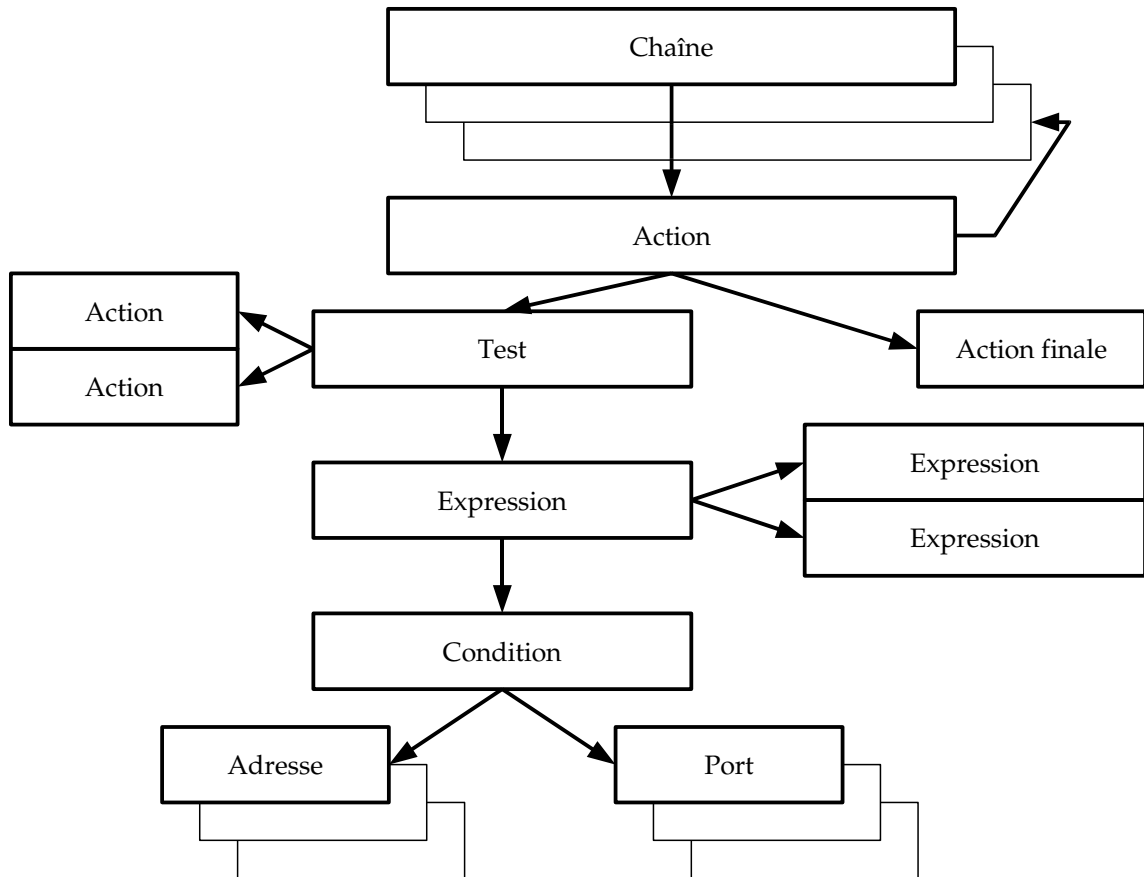 Chaîne
Action
Action
Action
Test
Action finale
Expression
Expression
Expression
Condition
Adresse
Port